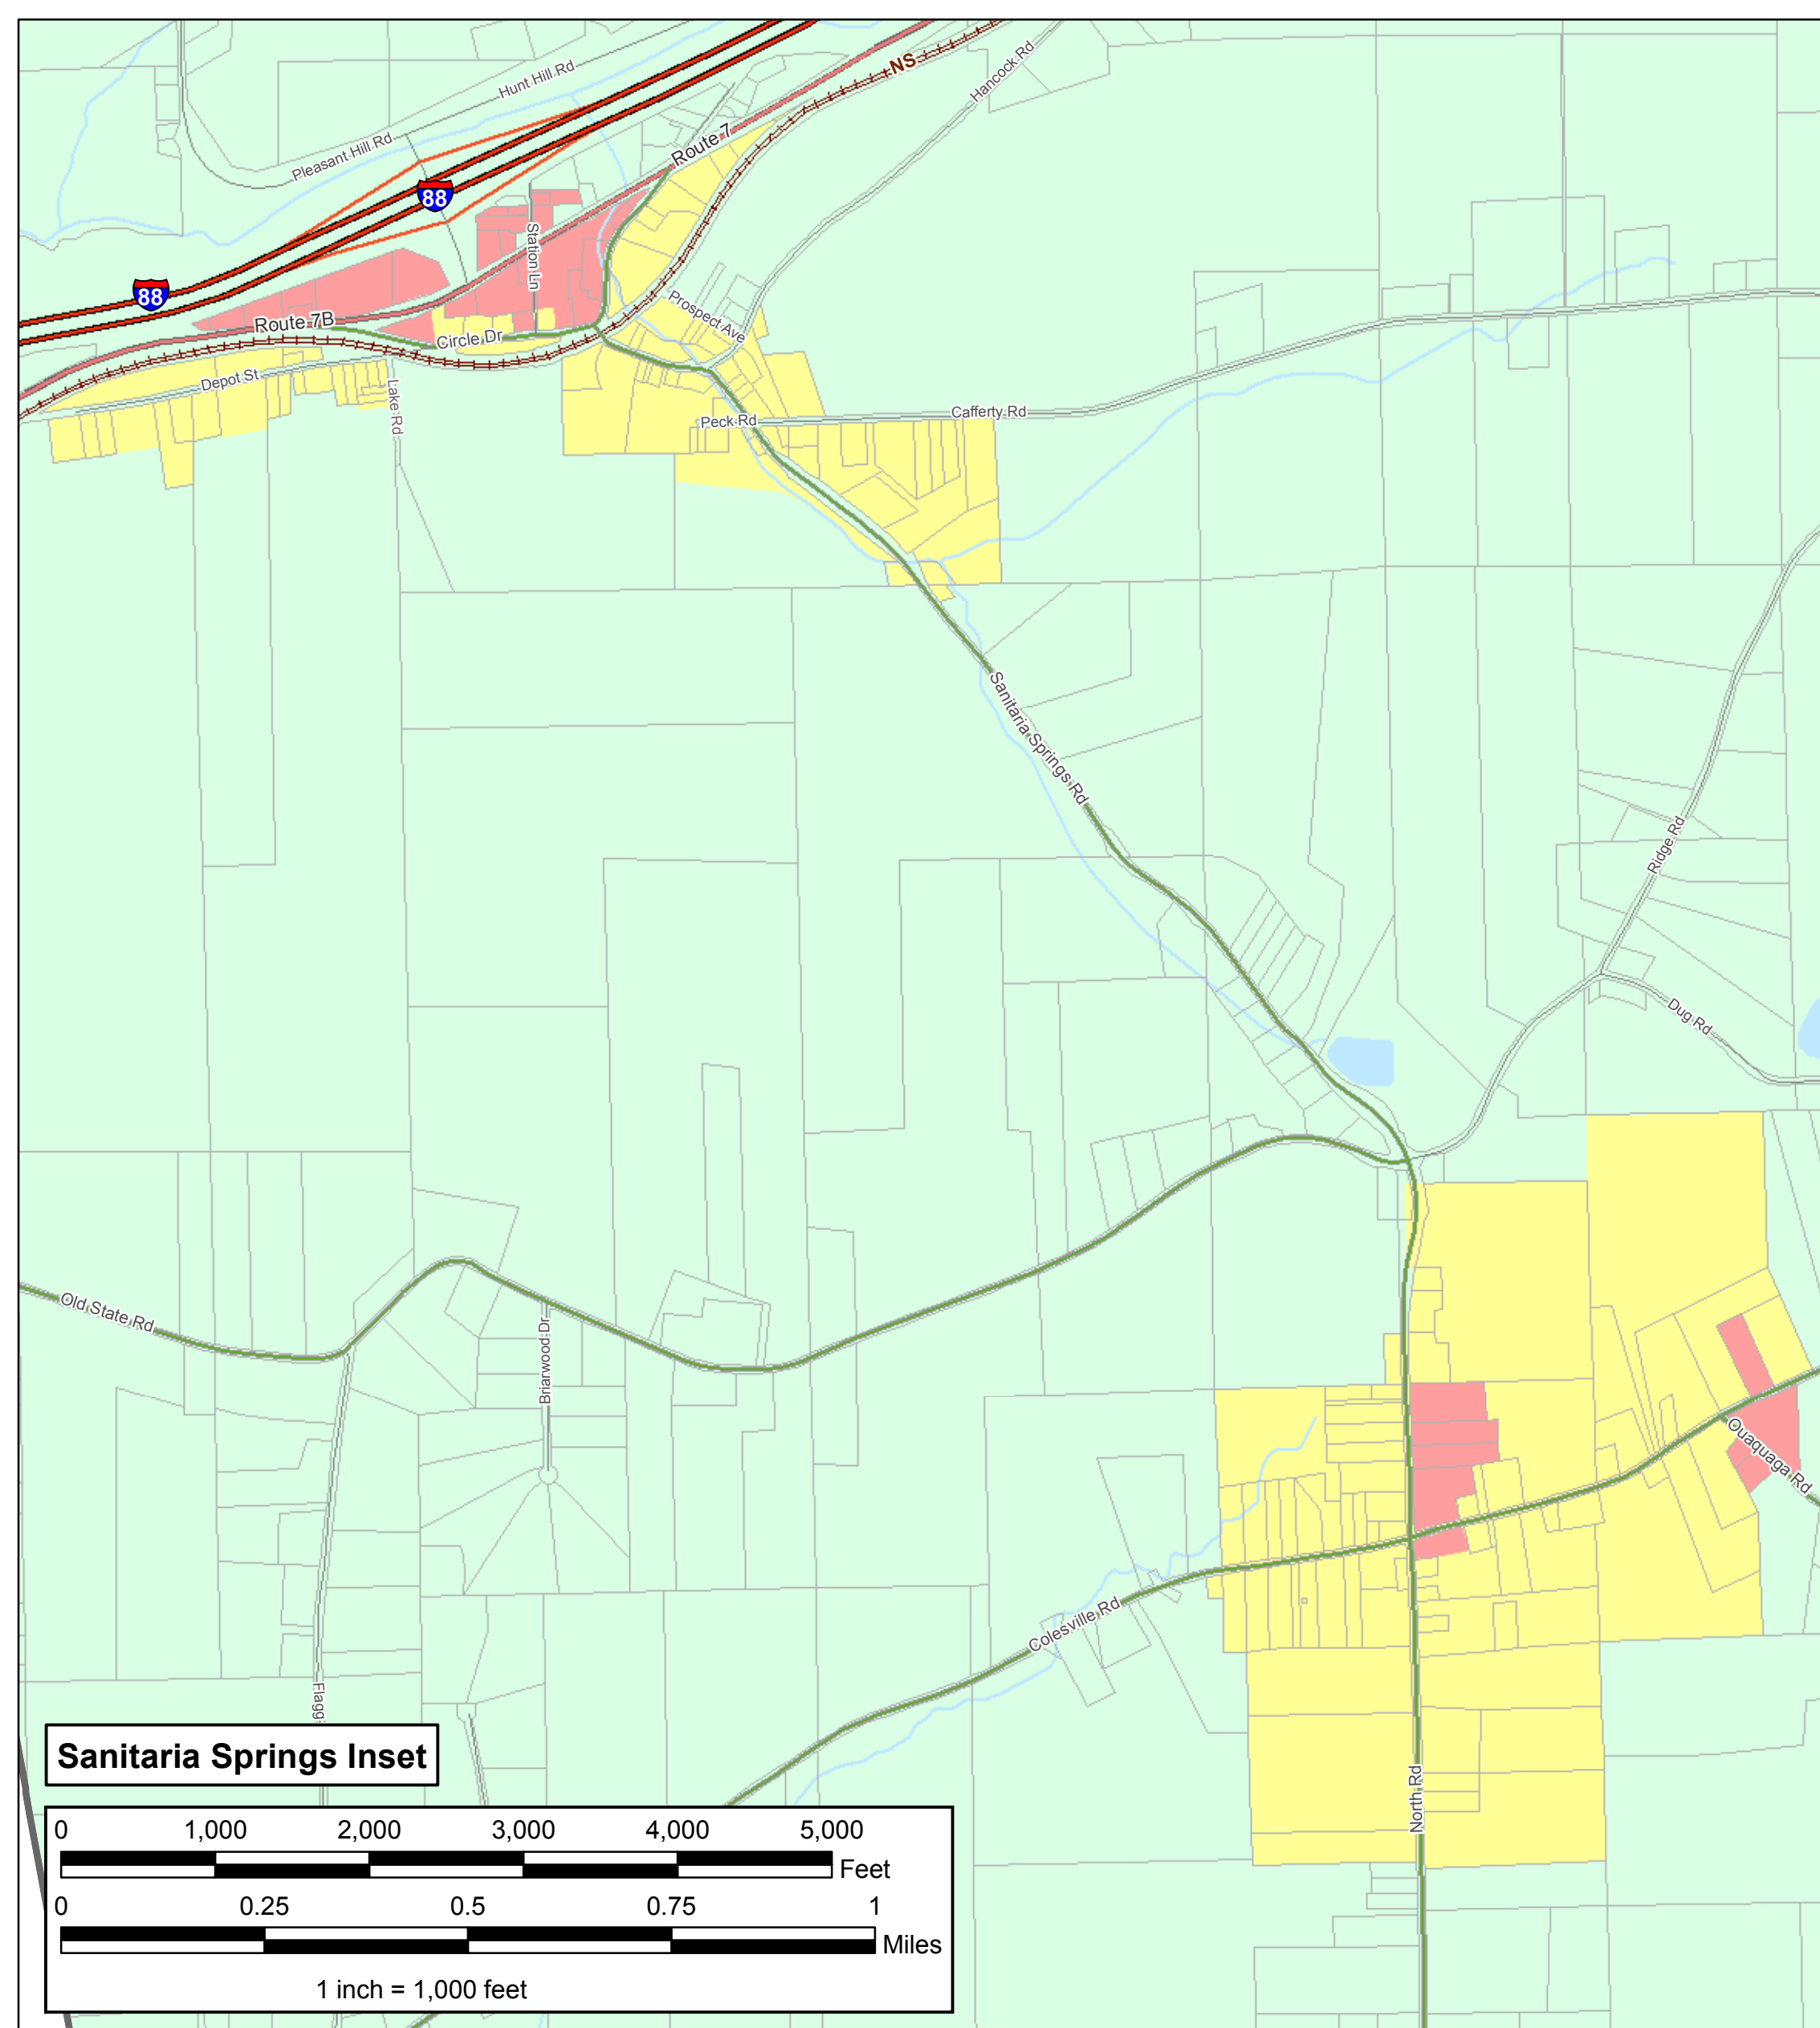 NS
Hancock Rd
Hunt Hill Rd
Pleasant Hill Rd
Route 7
88
88
Station Ln
Prospect Ave
Route 7B
Circle Dr
Depot St
Lake Rd
Peck Rd
Cafferty Rd
Sanitaria Springs Rd
Ridge Rd
Dug Rd
Old State Rd
Briarwood Dr
Ouaquaga Rd
Colesville Rd
Flagg
North Rd
Sanitaria Springs Inset
0 1,000 2,000 3,000 4,000 5,000
Feet
0 0.25 0.5 0.75 1
Miles
1 inch = 1,000 feet